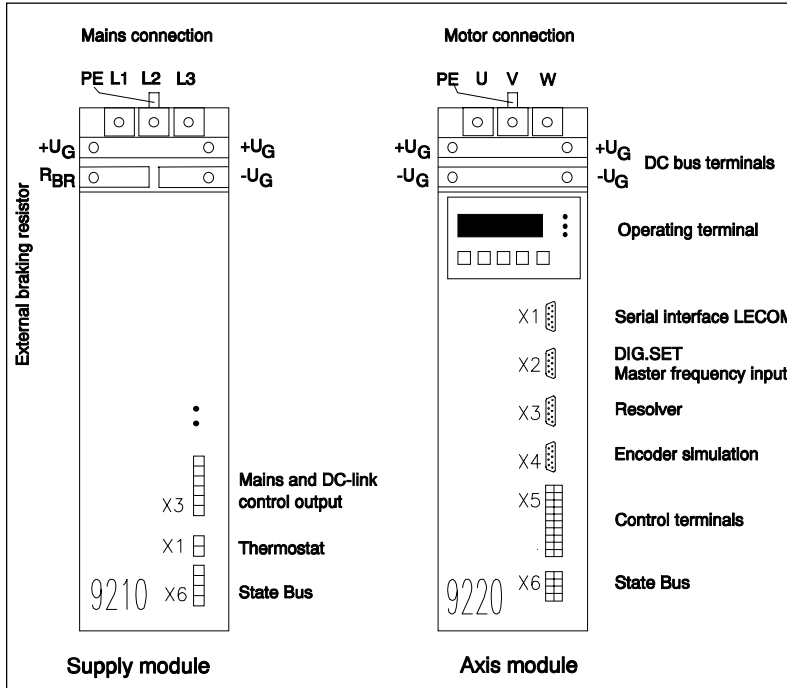 Mains connection
PE L1 L2 L3
+UG +UG
RBR -UG
External braking resistor
X3 Mains and DC-link
control output
X1 Thermostat
9210 X6 State Bus
Supply module
Motor connection
PE U V W
+UG +UG
-UG -UG
DC bus terminals
Operating terminal
X1 Serial interface LECOM
X2 DIG.SET
Master frequency input
X3 Resolver
X4 Encoder simulation
X5 Control terminals
9220 X6 State Bus
Axis module